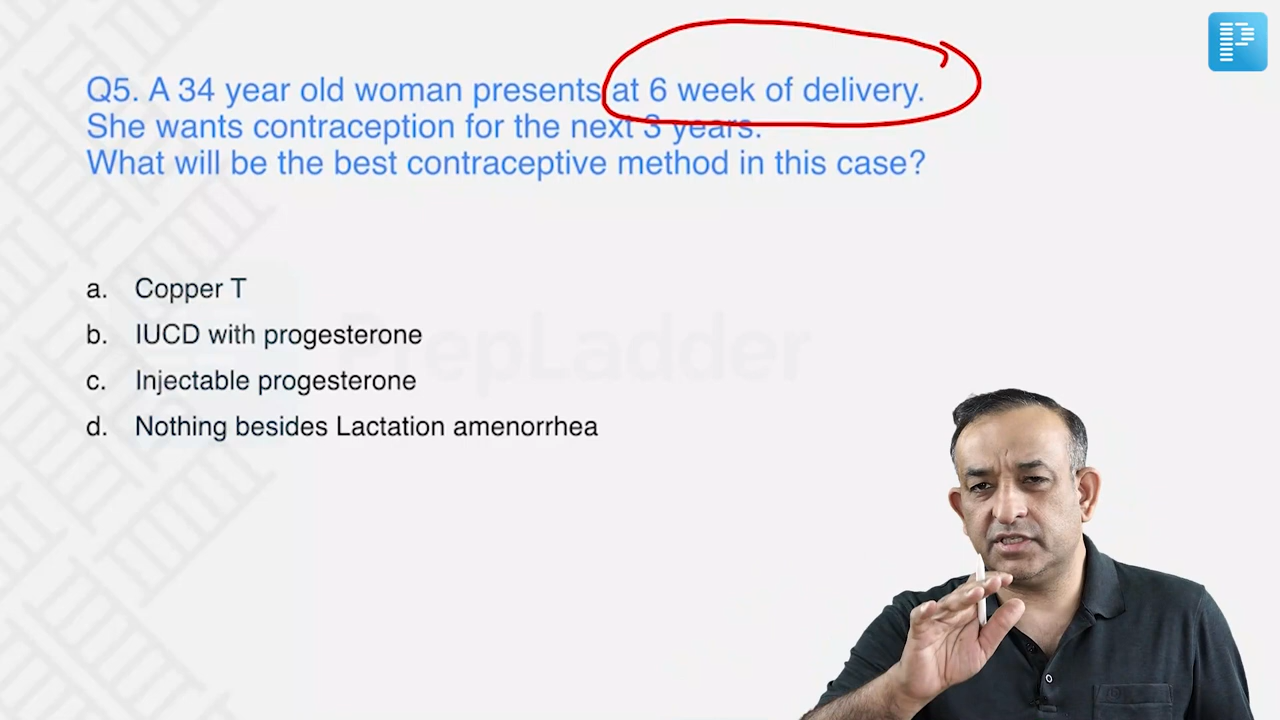 Q5. A 34 year old woman presents at 6 week of delivery.
She wants contraception for the next 3 years.
What will be the best contraceptive method in this case?
a. Copper T
b. IUCD with progesterone
c. Injectable progesterone
d. Nothing besides Lactation amenorrhea
PrepLadder